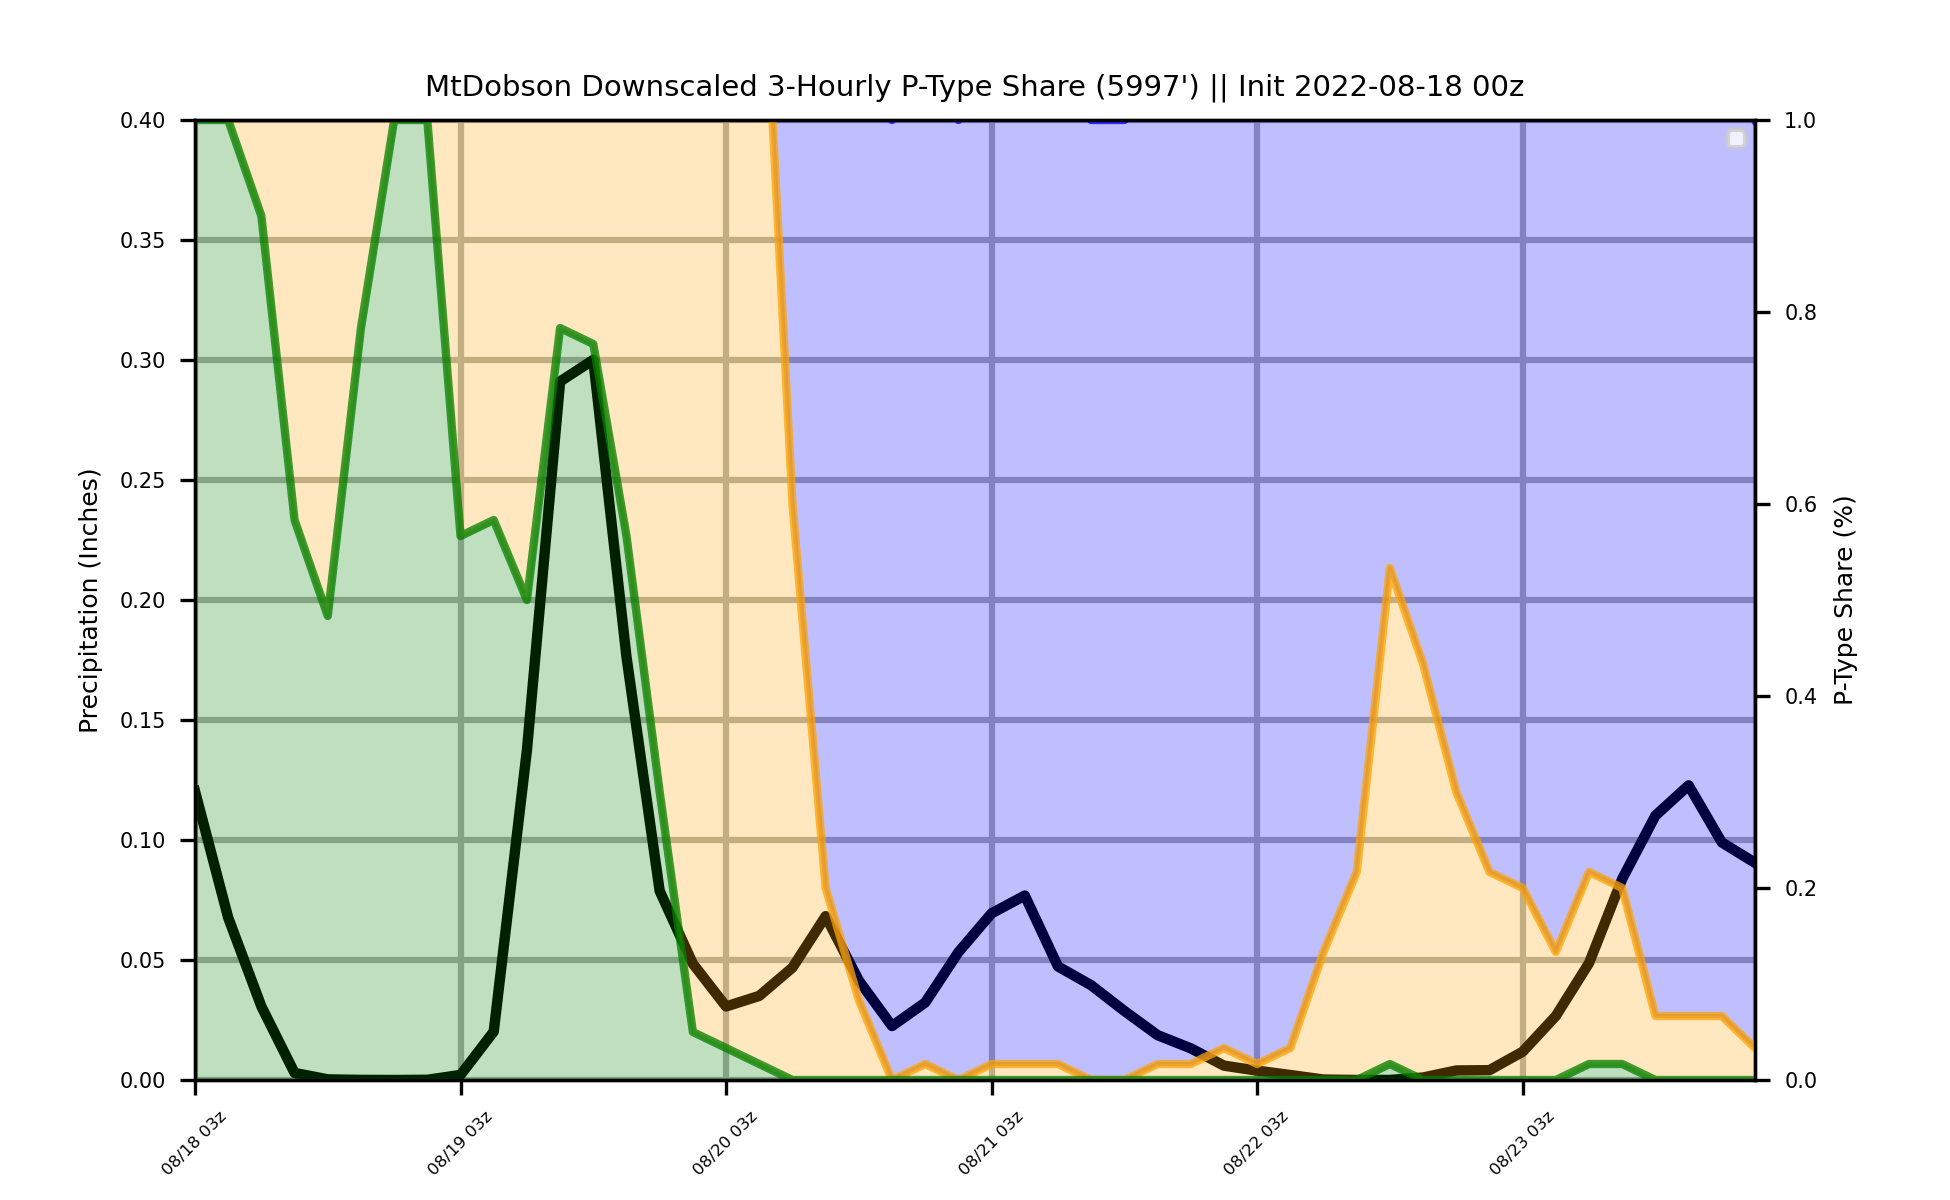 MtDobson Downscaled 3-Hourly P-Type Share (5997') || Init 2022-08-18 00z
0.40
0.35
0.30
0.25
0.20
0.15
0.10
0.05
0.00
Precipitation (Inches)
1.0
0.8
0.6
0.4
0.2
0.0
P-Type Share (%)
08/18 03z
08/19 03z
08/20 03z
08/21 03z
08/22 03z
08/23 03z